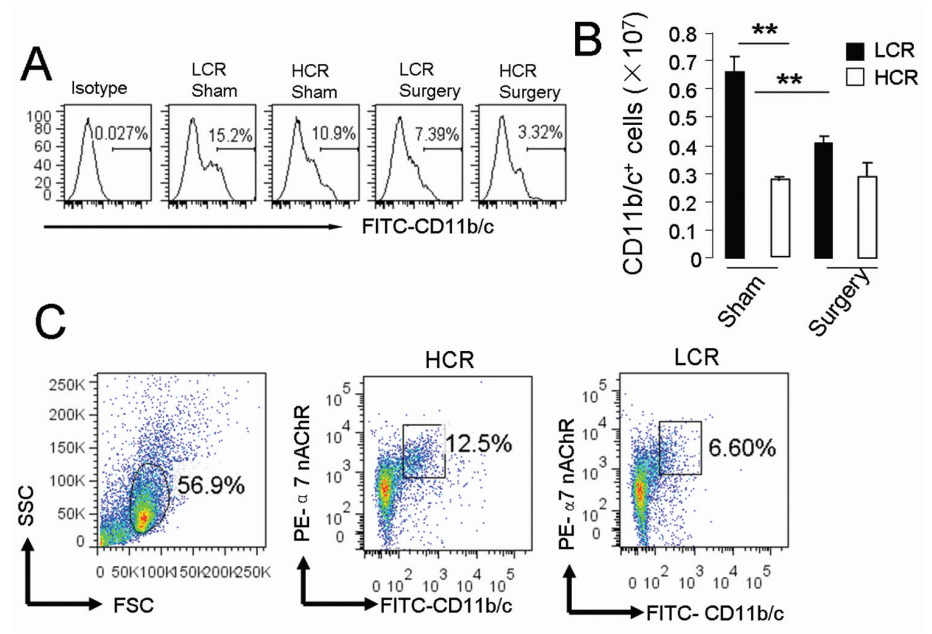 A
Isotype
LCR
Sham
HCR
Sham
LCR
Surgery
HCR
Surgery
100
80
60
40
20
0
0.027%
15.2%
10.9%
7.39%
3.32%
FITC-CD11b/c
B
CD11b/c+ cells (×10⁷)
0.8
0.7
0.6
0.5
0.4
0.3
0.2
0.1
0
**
**
LCR
HCR
Sham
Surgery
C
250K
200K
150K
100K
50K
0
SSC
56.9%
0 50K100K150K200K250K
FSC
HCR
PE- α 7 nAChR
10⁵
10⁴
10³
10²
0
12.5%
0 10² 10³ 10⁴ 10⁵
FITC-CD11b/c
LCR
PE- α7 nAChR
10⁵
10⁴
10³
10²
0
6.60%
0 10² 10³ 10⁴ 10⁵
FITC- CD11b/c